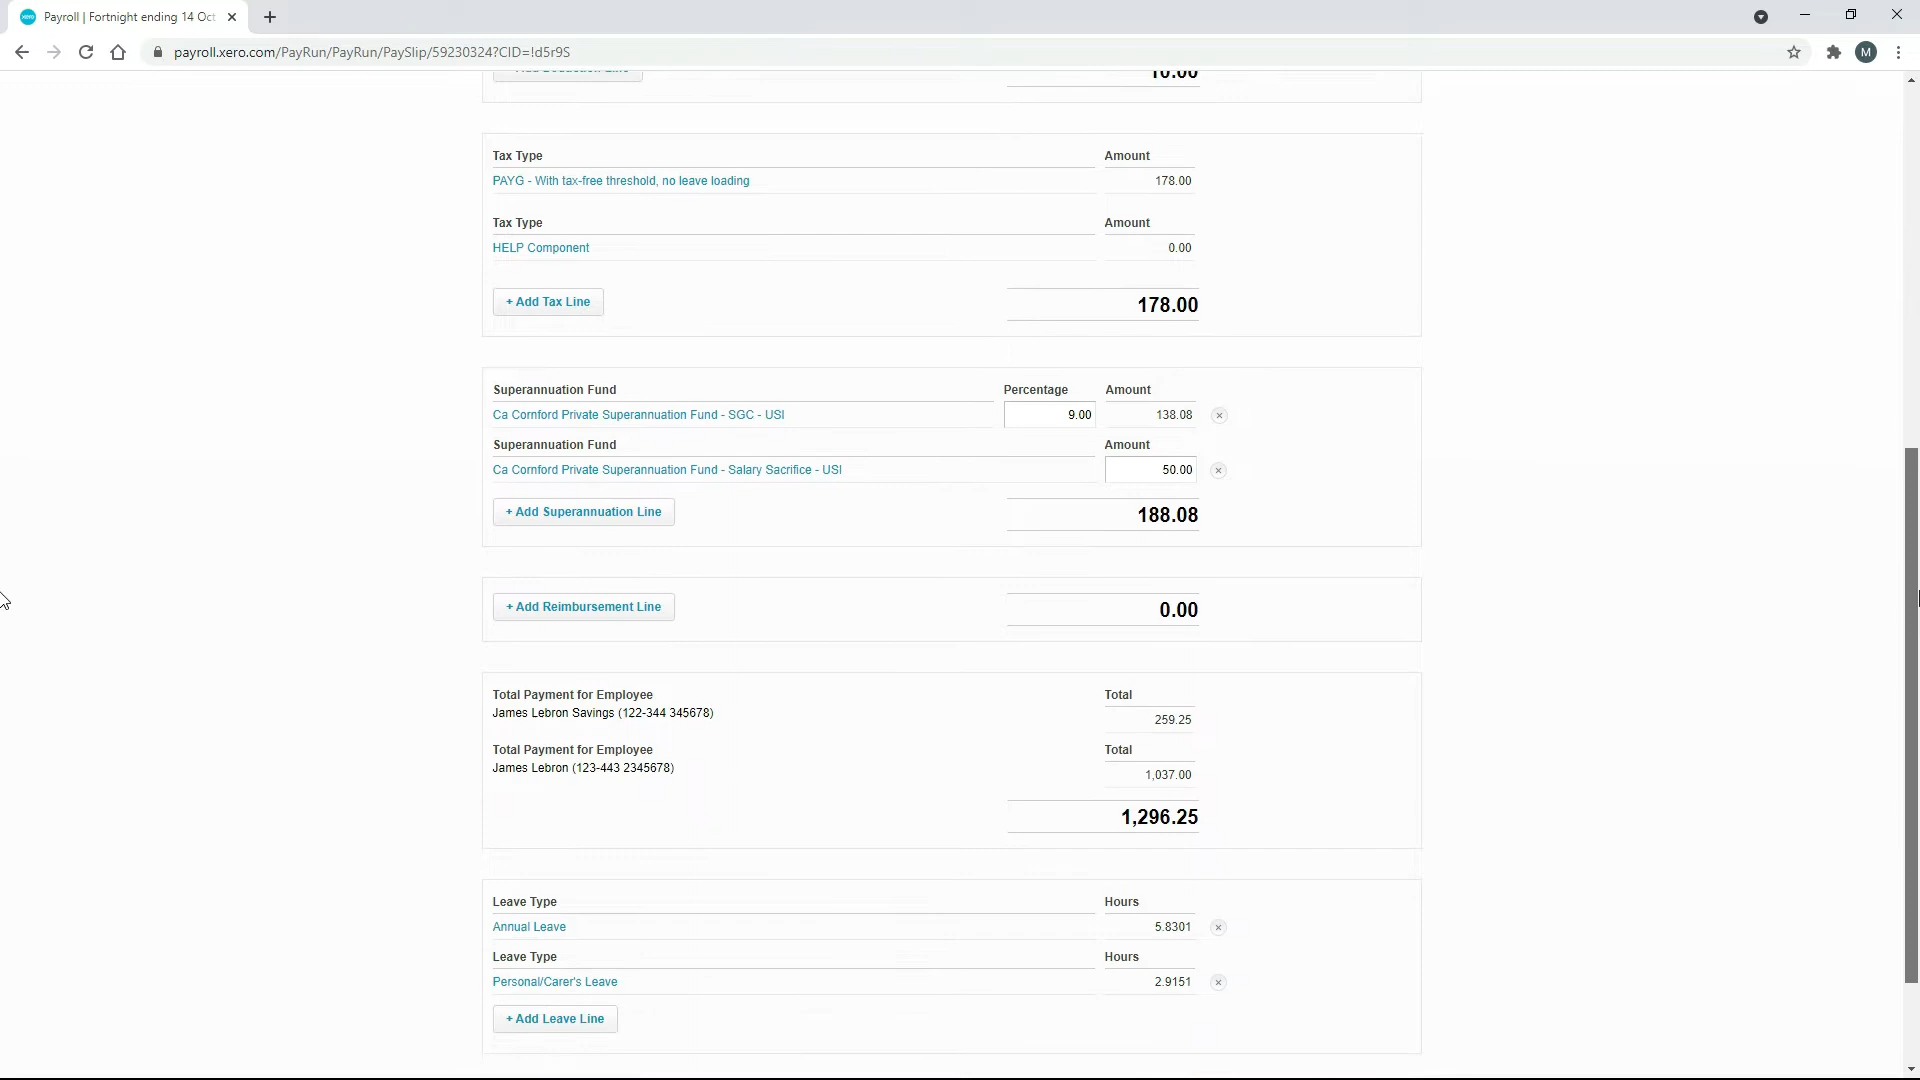 Payroll | Fortnight ending 14 Oct
payroll.xero.com/PayRun/PayRun/PaySlip/59230324?CID=!d5r9S
M
10.00
Tax Type Amount
PAYG - With tax-free threshold, no leave loading 178.00
Tax Type Amount
HELP Component 0.00
+ Add Tax Line 178.00
Superannuation Fund Percentage Amount
Ca Cornford Private Superannuation Fund - SGC - USI 9.00 138.08
Superannuation Fund Amount
Ca Cornford Private Superannuation Fund - Salary Sacrifice - USI 50.00
+ Add Superannuation Line 188.08
+ Add Reimbursement Line 0.00
Total Payment for Employee Total
James Lebron Savings (122-344 345678)
259.25
Total Payment for Employee Total
James Lebron (123-443 2345678)
1,037.00
1,296.25
Leave Type Hours
Annual Leave 5.8301
Leave Type Hours
Personal/Carer's Leave 2.9151
+ Add Leave Line